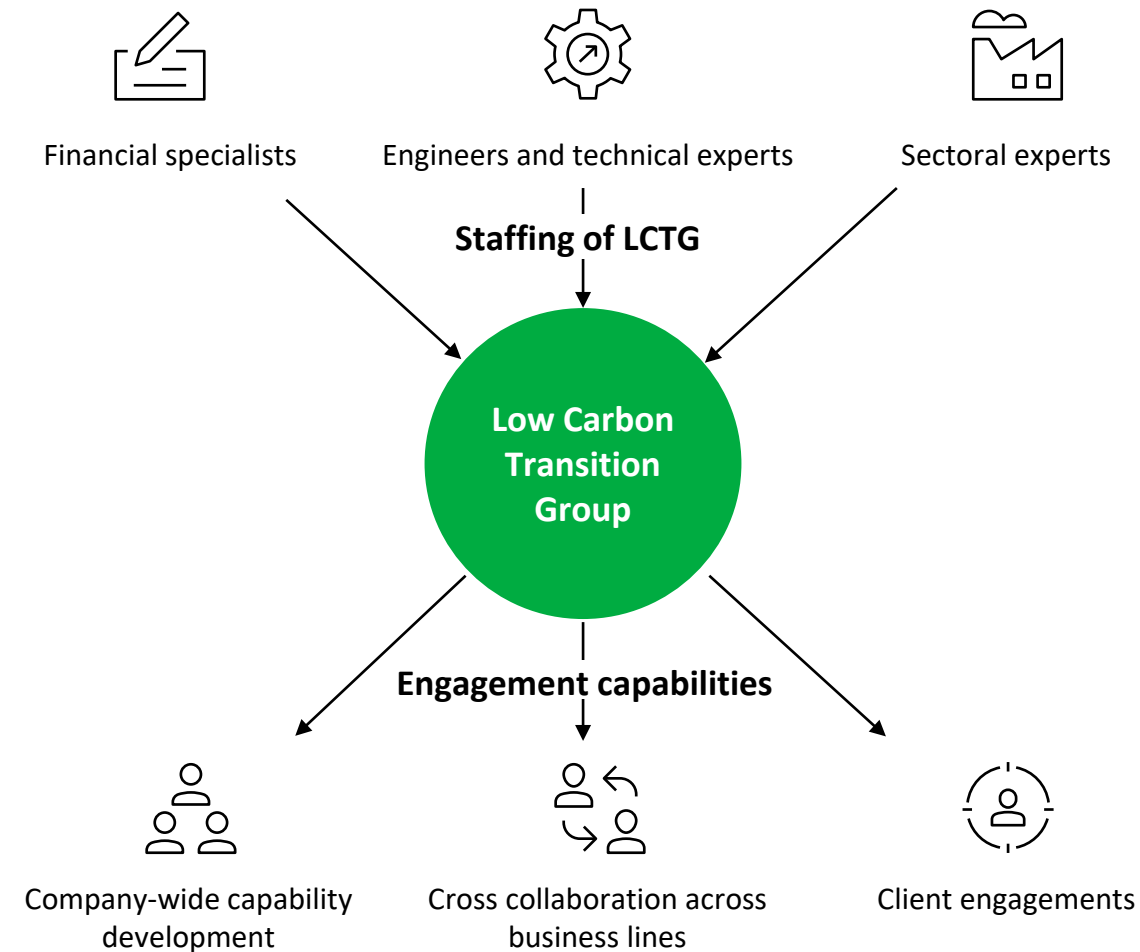 Financial specialists
Engineers and technical experts
Sectoral experts
Staffing of LCTG
Low Carbon
Transition
Group
Engagement capabilities
Company-wide capability
development
Cross collaboration across
business lines
Client engagements